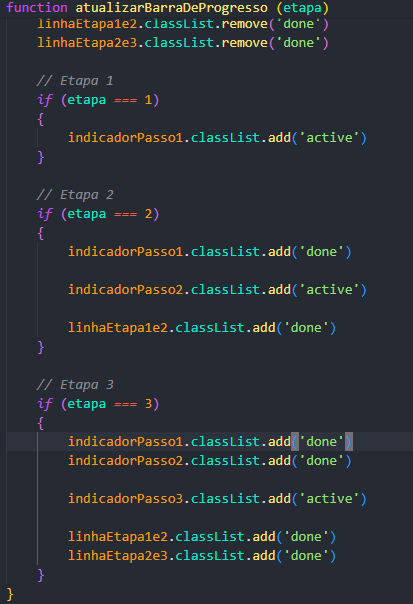 function atualizarBarraDeProgresso (etapa)
linhaEtapa1e2.classList.remove('done')
linhaEtapa2e3.classList.remove('done')
// Etapa 1
if (etapa === 1)
{
indicadorPasso1.classList.add('active')
}
// Etapa 2
if (etapa === 2)
{
indicadorPasso1.classList.add('done')
indicadorPasso2.classList.add('active')
linhaEtapa1e2.classList.add('done')
}
// Etapa 3
if (etapa === 3)
{
indicadorPasso1.classList.add('done')
indicadorPasso2.classList.add('done')
indicadorPasso3.classList.add('active')
linhaEtapa1e2.classList.add('done')
linhaEtapa2e3.classList.add('done')
}
}